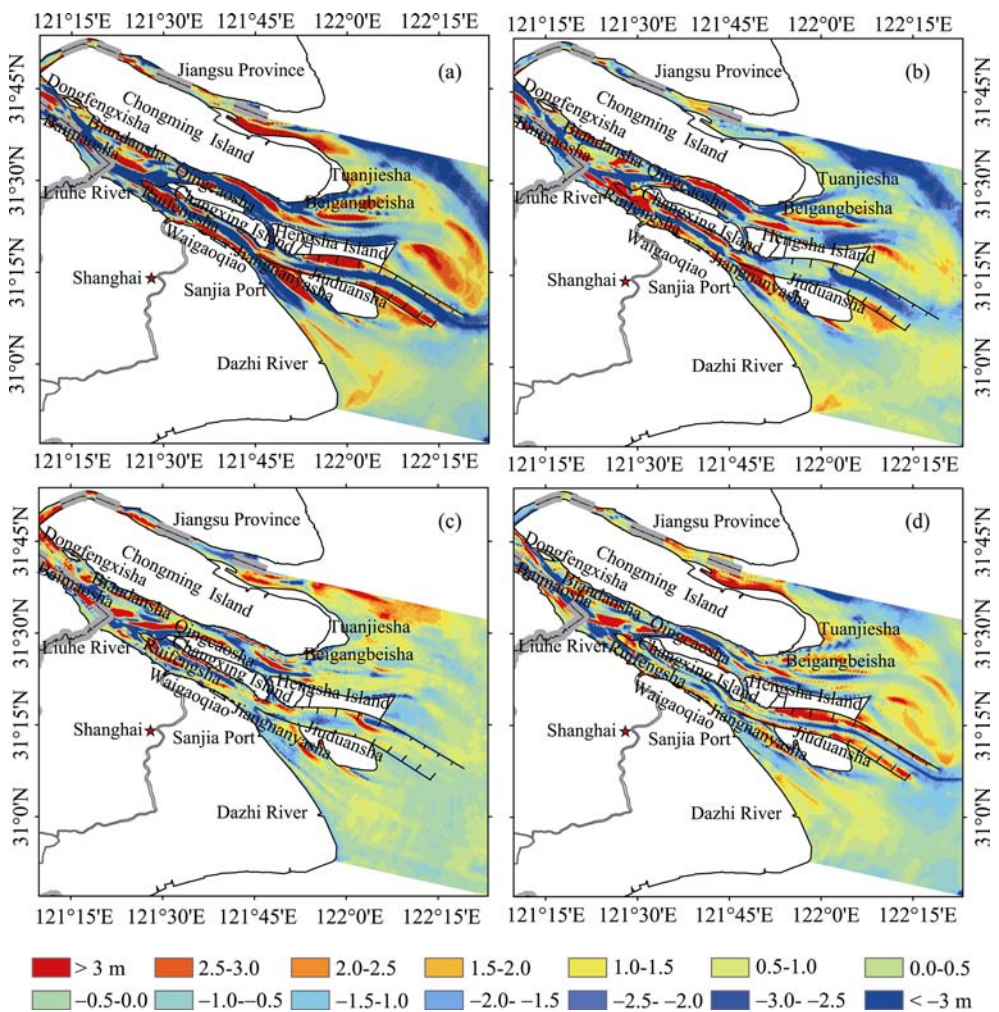 121°15'E 121°30'E 121°45'E 122°0'E 122°15'E
121°15'E 121°30'E 121°45'E 122°0'E 122°15'E
31°45'N
31°30'N
31°15'N
31°0'N
(a)
Jiangsu Province
Chongming Island
Dongfengxisha
Baimaosha
Biandansha
Qingcaosha
Tuanjiesha
Beigangbeisha
Liuhe River
Ruifengsha
Changxing Island
Hengsha Island
Waigaoqiao
Jiangnanyasha
Jiuduansha
Shanghai
Sanjia Port
Dazhi River
31°45'N
31°30'N
31°15'N
31°0'N
(b)
Jiangsu Province
Chongming Island
Dongfengxisha
Baimaosha
Biandansha
Qingcaosha
Tuanjiesha
Beigangbeisha
Liuhe River
Ruifengsha
Changxing Island
Hengsha Island
Waigaoqiao
Jiangnanyasha
Jiuduansha
Shanghai
Sanjia Port
Dazhi River
121°15'E 121°30'E 121°45'E 122°0'E 122°15'E
121°15'E 121°30'E 121°45'E 122°0'E 122°15'E
31°45'N
31°30'N
31°15'N
31°0'N
(c)
Jiangsu Province
Chongming Island
Dongfengxisha
Baimaosha
Biandansha
Qingcaosha
Tuanjiesha
Beigangbeisha
Liuhe River
Ruifengsha
Changxing Island
Hengsha Island
Waigaoqiao
Jiangnanyasha
Jiuduansha
Shanghai
Sanjia Port
Dazhi River
31°45'N
31°30'N
31°15'N
31°0'N
(d)
Jiangsu Province
Chongming Island
Dongfengxisha
Baimaosha
Biandansha
Qingcaosha
Tuanjiesha
Beigangbeisha
Liuhe River
Ruifengsha
Changxing Island
Hengsha Island
Waigaoqiao
Jiangnanyasha
Jiuduansha
Shanghai
Sanjia Port
Dazhi River
121°15'E 121°30'E 121°45'E 122°0'E 122°15'E
121°15'E 121°30'E 121°45'E 122°0'E 122°15'E
> 3 m 2.5-3.0 2.0-2.5 1.5-2.0 1.0-1.5 0.5-1.0 0.0-0.5
−0.5-0.0 −1.0-−0.5 −1.5-1.0 −2.0- −1.5 −2.5- −2.0 −3.0- −2.5 < −3 m